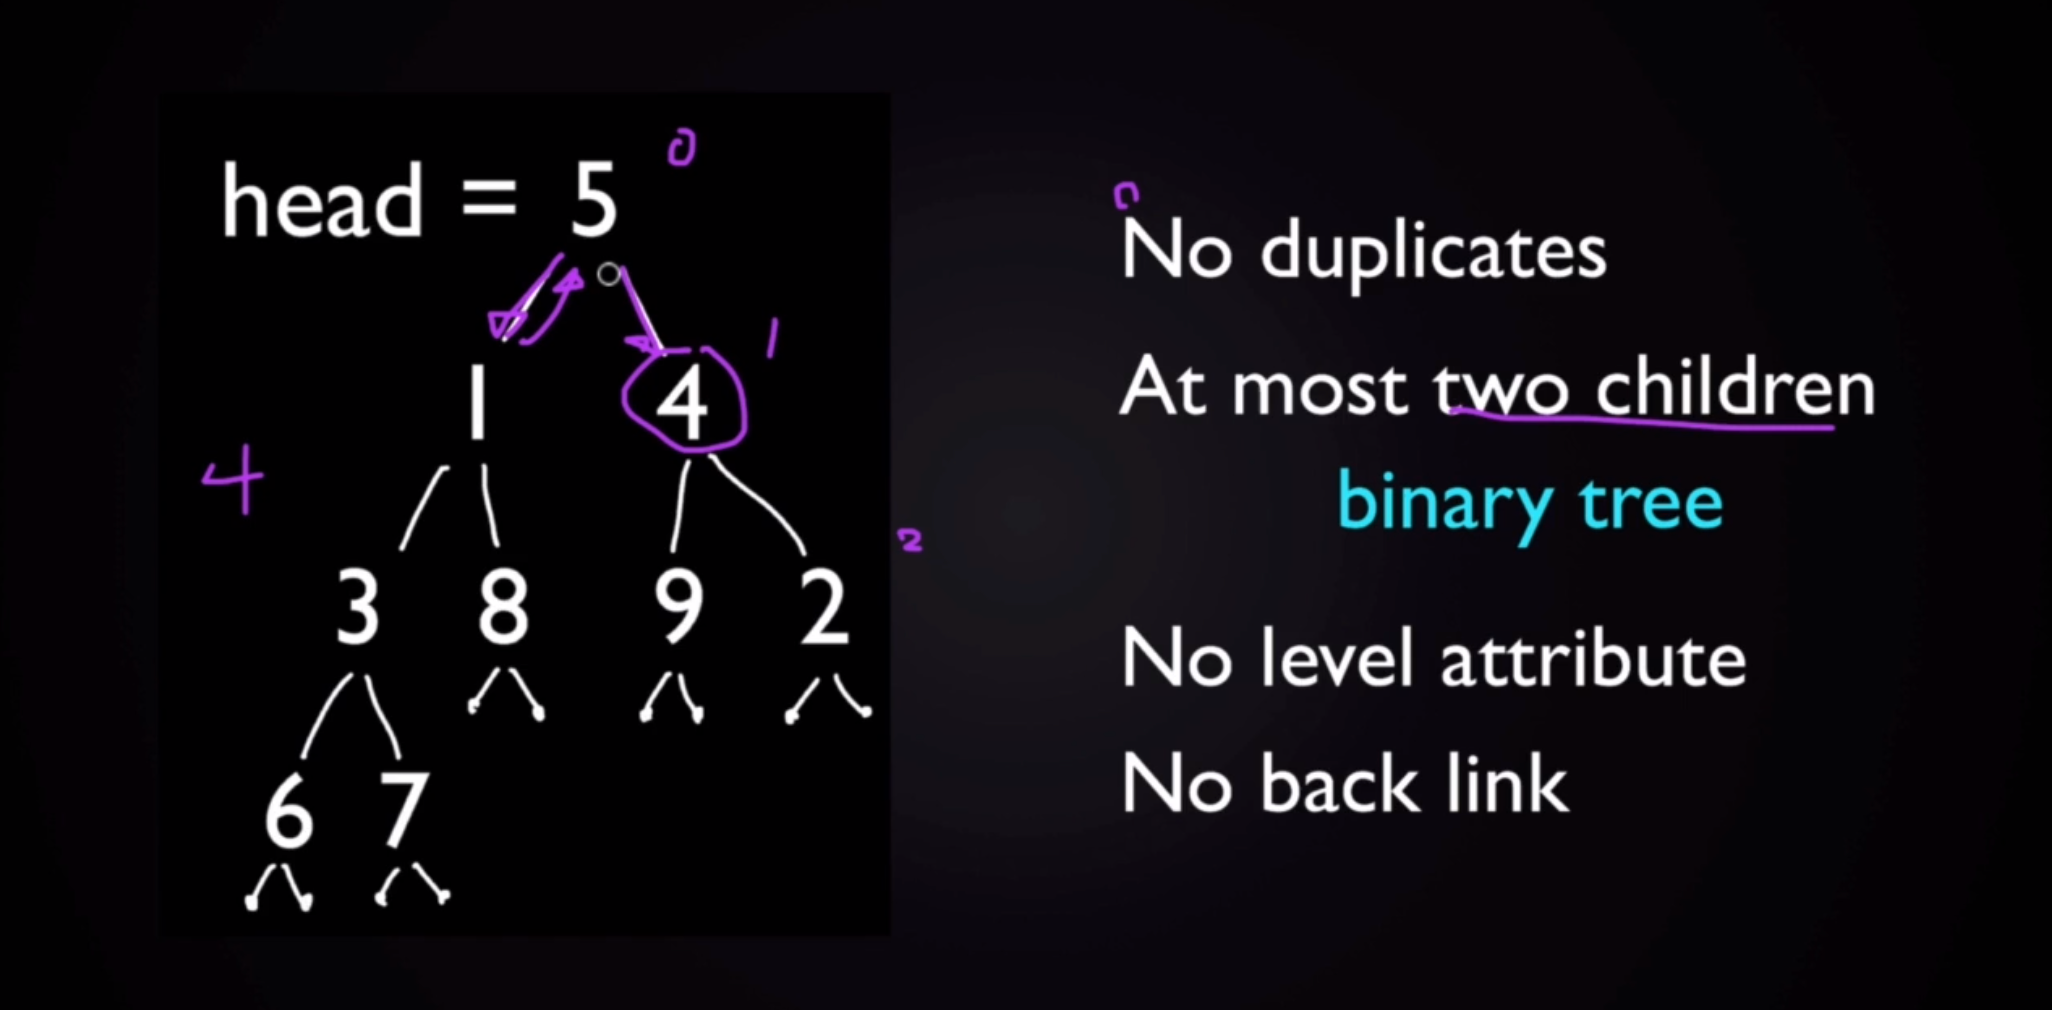 head = 5 0
1 4 1
4
3 8 9 2 2
6 7
n
No duplicates
At most two children
binary tree
No level attribute
No back link